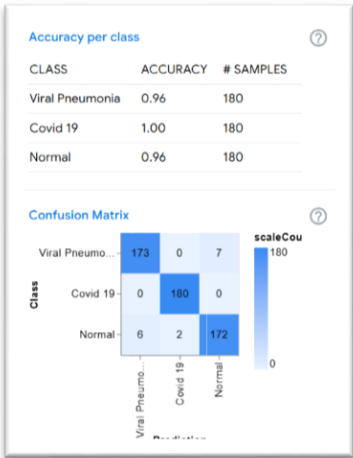 Accuracy per class
CLASS ACCURACY # SAMPLES
Viral Pneumonia 0.96 180
Covid 19 1.00 180
Normal 0.96 180
Confusion Matrix
scaleCou
Viral Pneumo... 173 0 7 180
Covid 19 0 180 0
Normal 6 2 172 0
Class
Viral Pneumo...
Covid 19
Normal